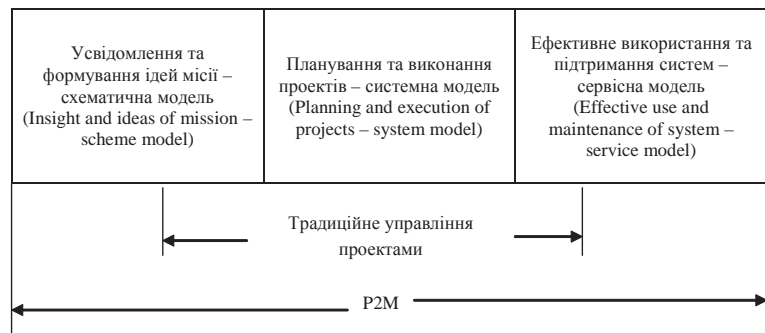 Усвідомлення та
формування ідей місії –
схематична модель
(Insight and ideas of mission –
scheme model)
Планування та виконання
проектів – системна модель
(Planning and execution of
projects – system model)
Ефективне використання та
підтримання систем –
сервісна модель
(Effective use and
maintenance of system –
service model)
Традиційне управління
проектами
P2M